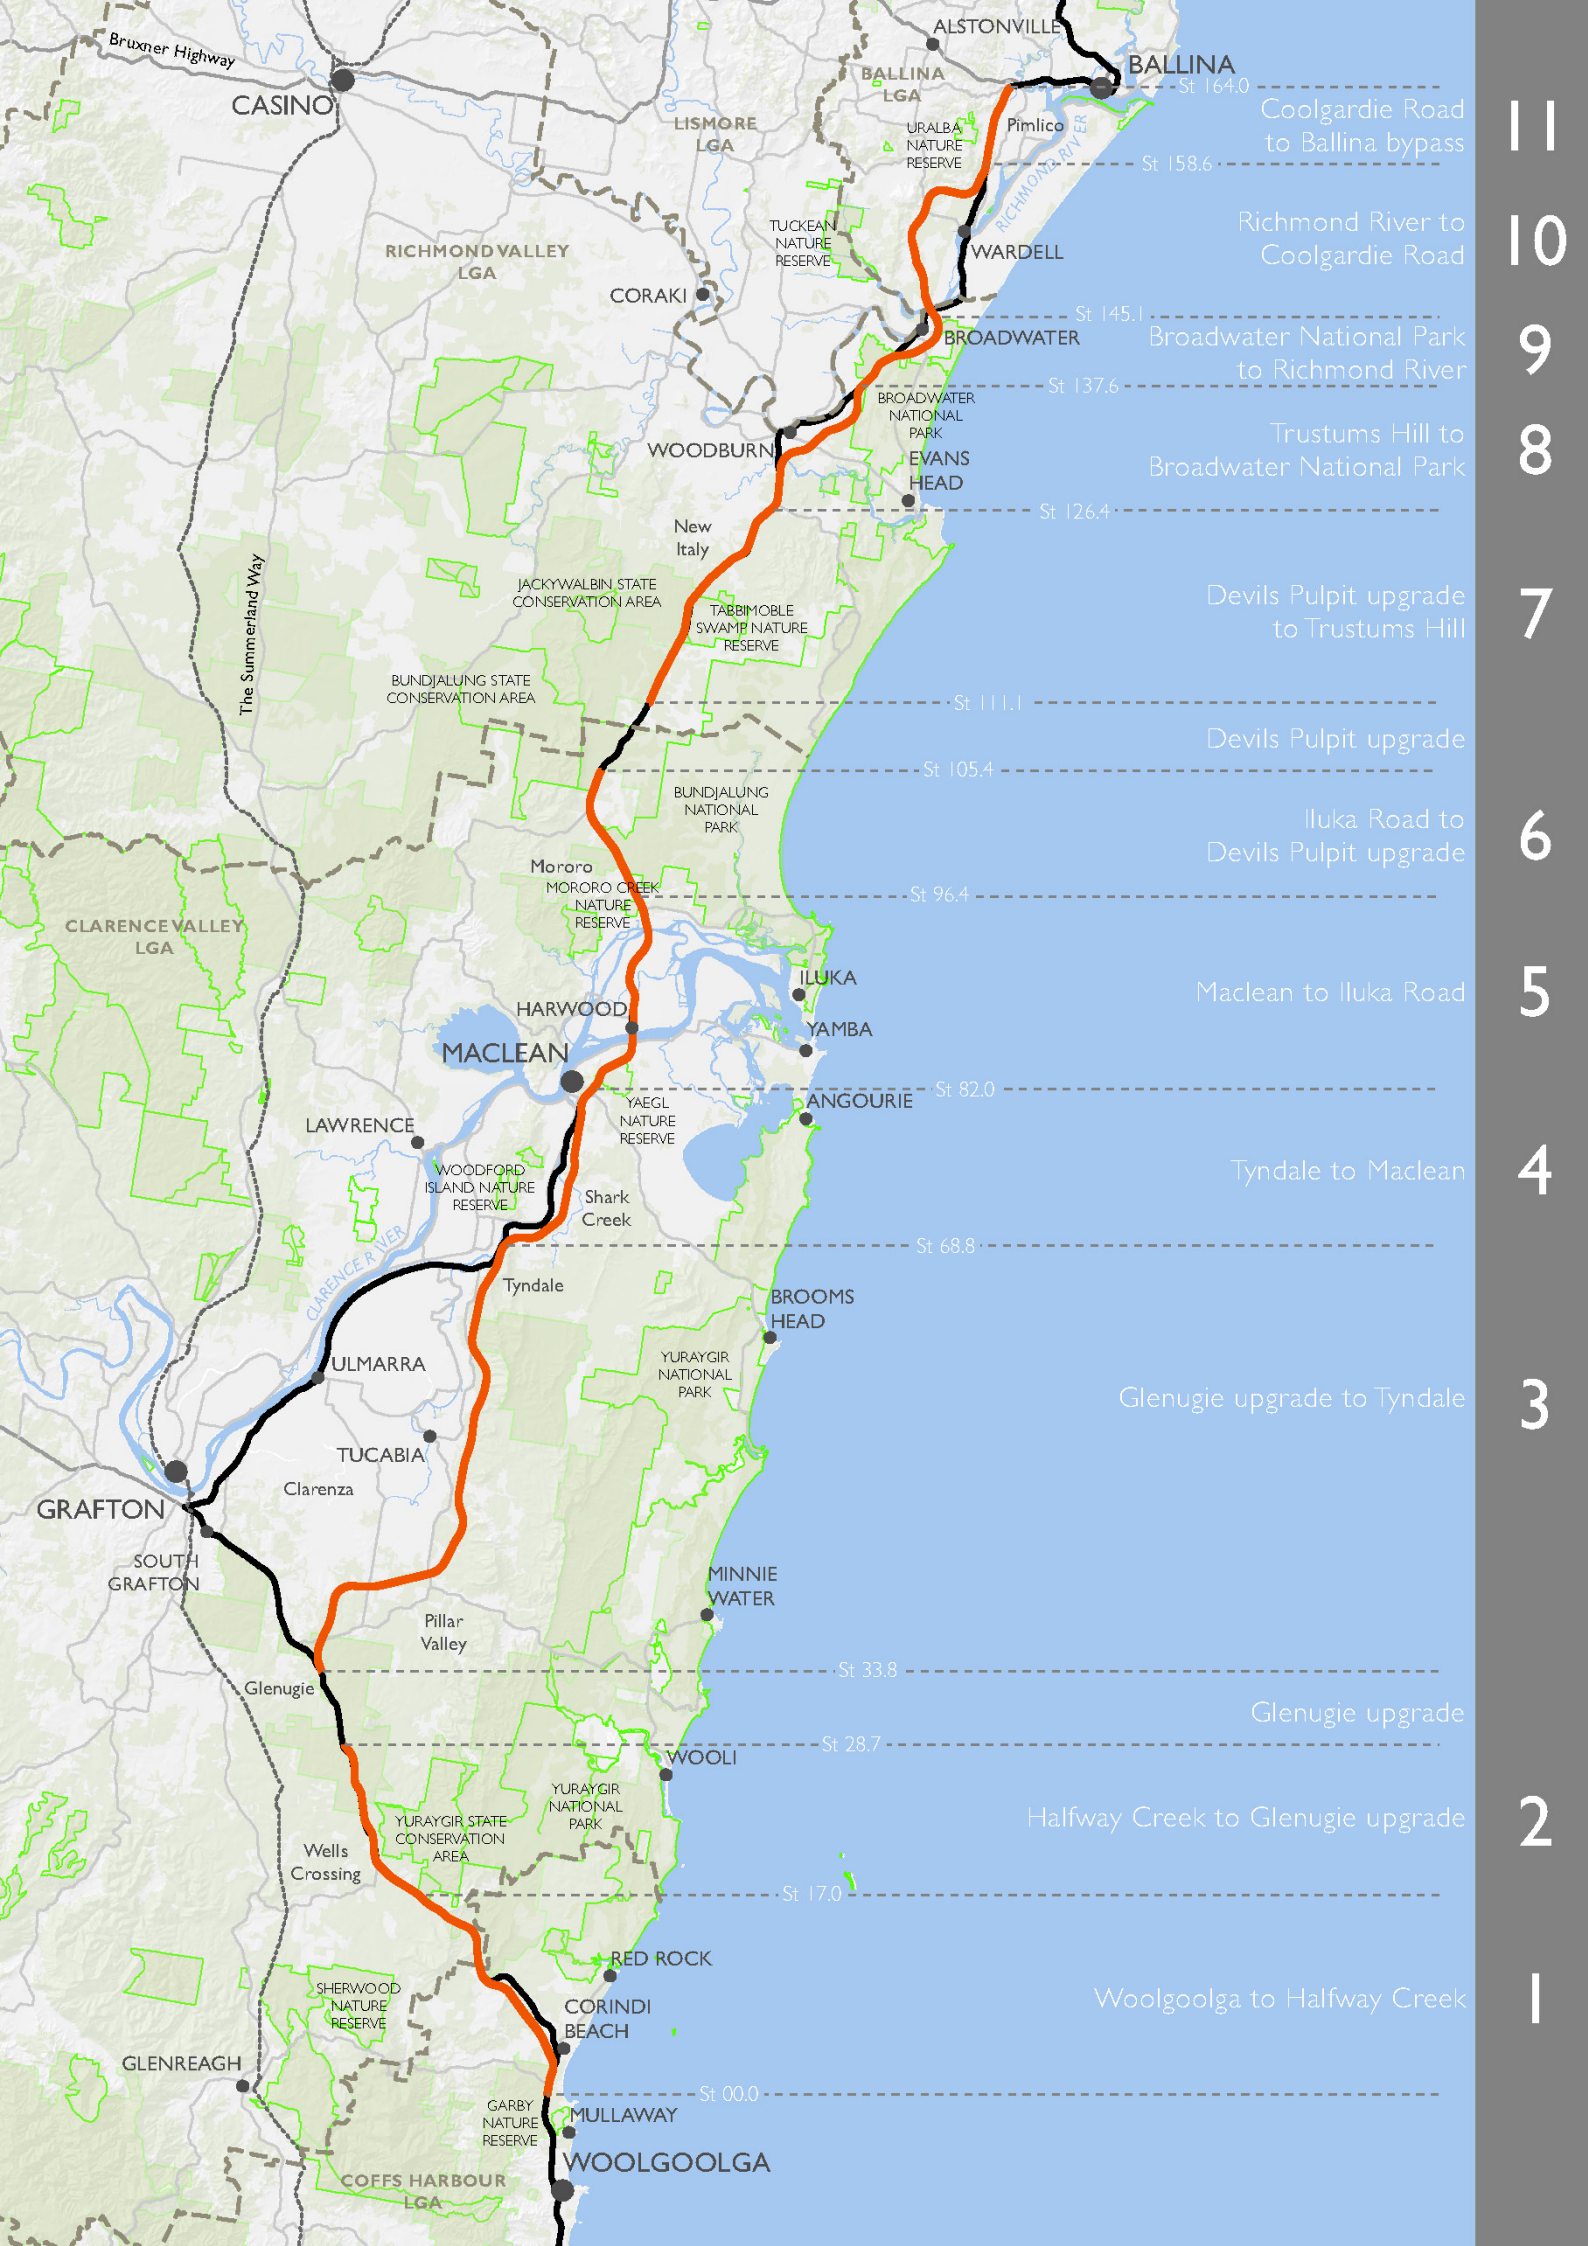 ALSTONVILLE
Bruxner Highway
BALLINA
BALLINA
LGA
St 164.0
CASINO
Coolgardie Road
to Ballina bypass
11
LISMORE
LGA
URALBA
NATURE
RESERVE
Pimlico
RICHMOND RIVER
St 158.6
TUCKEAN
NATURE
RESERVE
Richmond River to
Coolgardie Road
10
RICHMOND VALLEY
LGA
WARDELL
CORAKI
St 145.1
BROADWATER
Broadwater National Park
to Richmond River
9
St 137.6
BROADWATER
NATIONAL
PARK
WOODBURN
Trustums Hill to
Broadwater National Park
8
EVANS
HEAD
St 126.4
New
Italy
The Summerland Way
JACKYWALBIN STATE
CONSERVATION AREA
TABBIMOBLE
SWAMP NATURE
RESERVE
Devils Pulpit upgrade
to Trustums Hill
7
BUNDJALUNG STATE
CONSERVATION AREA
St 111.1
Devils Pulpit upgrade
St 105.4
BUNDJALUNG
NATIONAL
PARK
Iluka Road to
Devils Pulpit upgrade
6
Mororo
MORORO CREEK
NATURE
RESERVE
St 96.4
CLARENCE VALLEY
LGA
ILUKA
Maclean to Iluka Road
5
HARWOOD
YAMBA
MACLEAN
St 82.0
YAEGL
NATURE
RESERVE
ANGOURIE
LAWRENCE
WOODFORD
ISLAND NATURE
RESERVE
Shark
Creek
Tyndale to Maclean
4
St 68.8
CLARENCE RIVER
Tyndale
BROOMS
HEAD
ULMARRA
YURAYGIR
NATIONAL
PARK
Glenugie upgrade to Tyndale
3
TUCABIA
Clarenza
GRAFTON
SOUTH
GRAFTON
MINNIE
WATER
Pillar
Valley
St 33.8
Glenugie
Glenugie upgrade
St 28.7
WOOLI
YURAYGIR
NATIONAL
PARK
YURAYGIR STATE
CONSERVATION
AREA
Halfway Creek to Glenugie upgrade
2
Wells
Crossing
St 17.0
RED ROCK
SHERWOOD
NATURE
RESERVE
CORINDI
BEACH
Woolgoolga to Halfway Creek
1
GLENREAGH
St 00.0
GARBY
NATURE
RESERVE
MULLAWAY
WOOLGOOLGA
COFFS HARBOUR
LGA